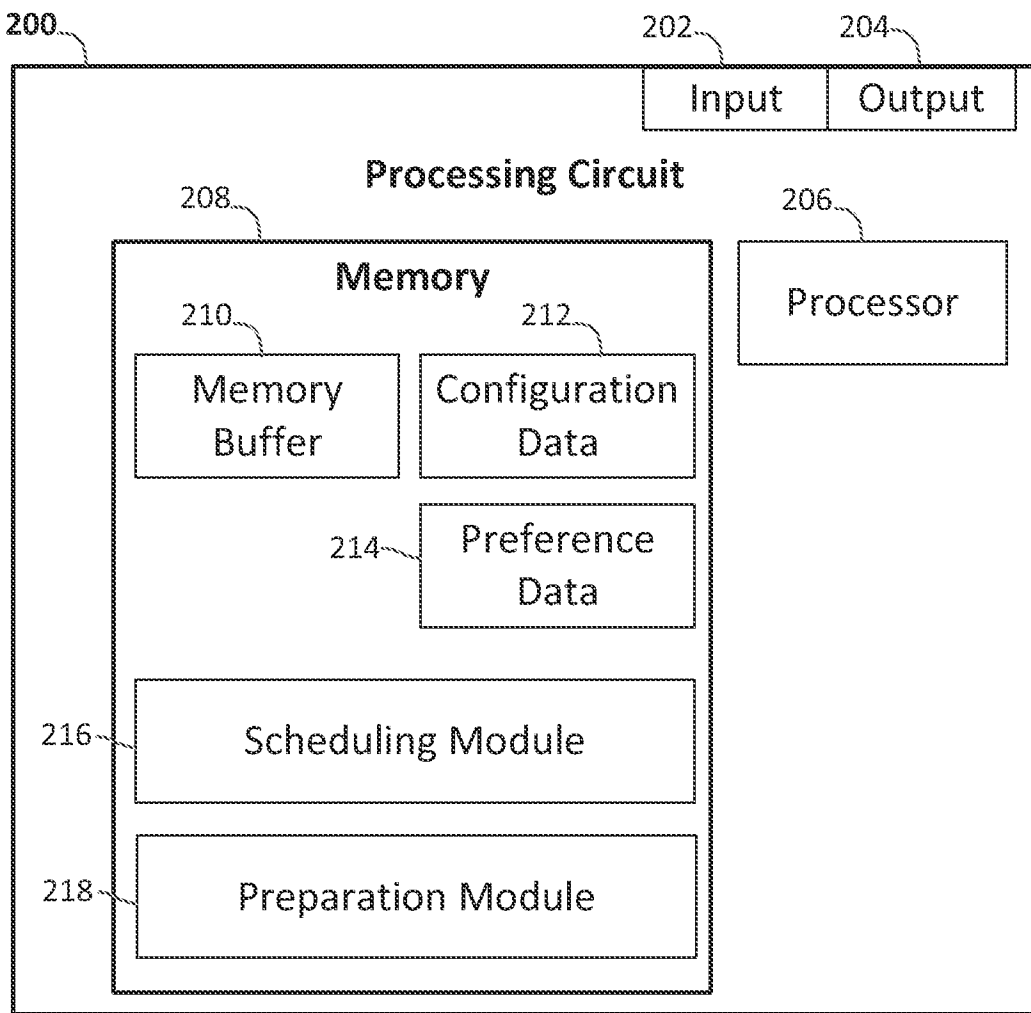 200
202
204
Input
Output
Processing Circuit
208
206
Memory
Processor
210
212
Memory
Buffer
Configuration
Data
214
Preference
Data
216
Scheduling Module
218
Preparation Module